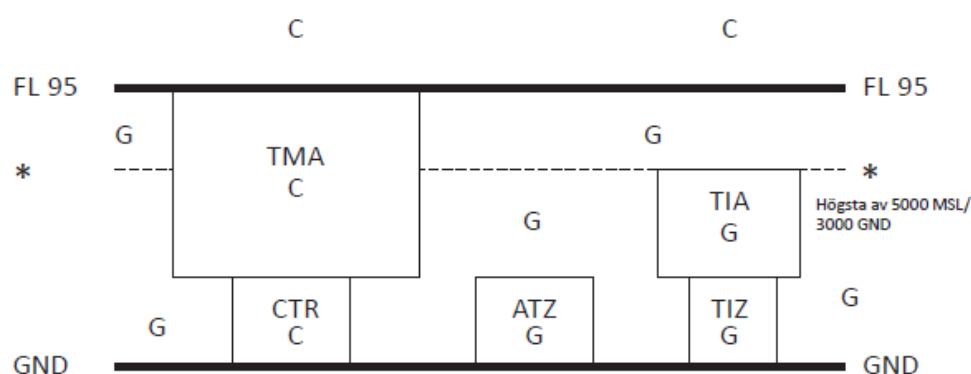 C C
FL 95 FL 95
G G
TMA
C
* *
Högsta av 5000 MSL/
3000 GND
TIA
G
G
G
CTR
C
ATZ
G
TIZ
G
G
GND GND